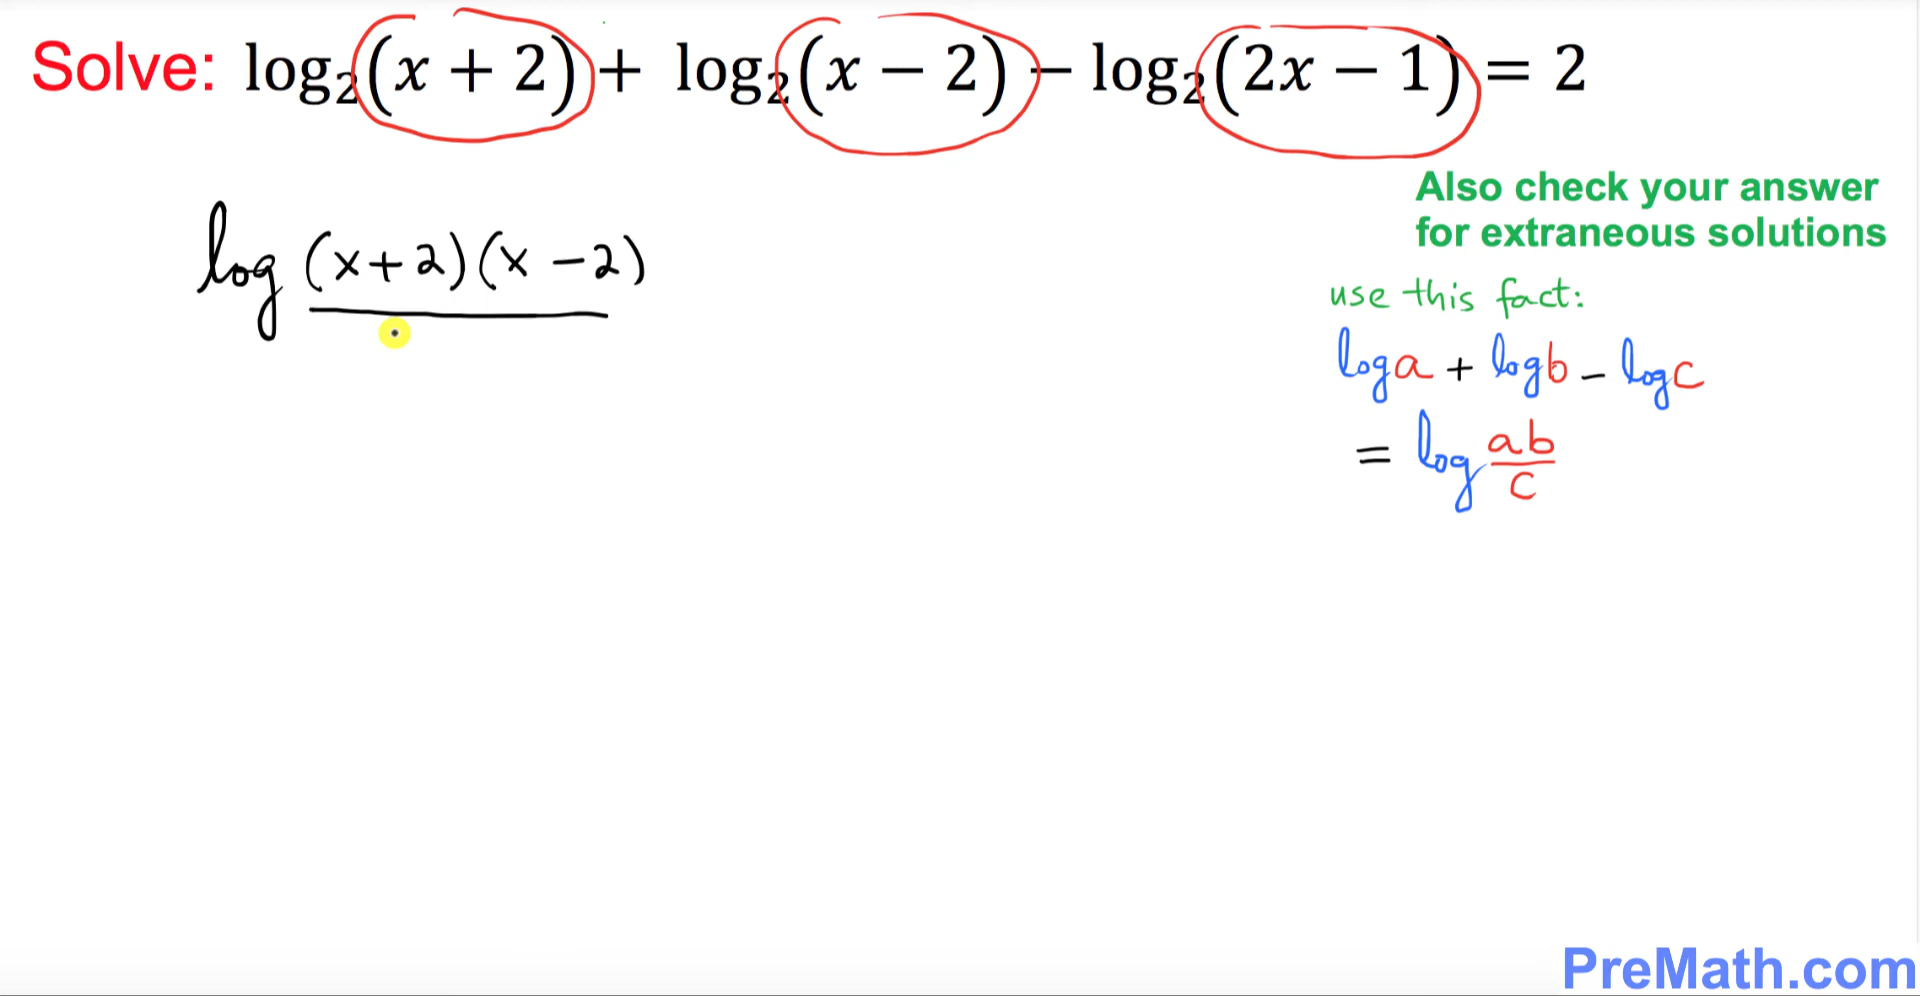 Solve: log₂(x + 2) + log₂(x − 2) − log₂(2x − 1) = 2
Also check your answer
for extraneous solutions
log (x+2)(x−2)
use this fact:
log a + log b − log c
= log ab/c
PreMath.com